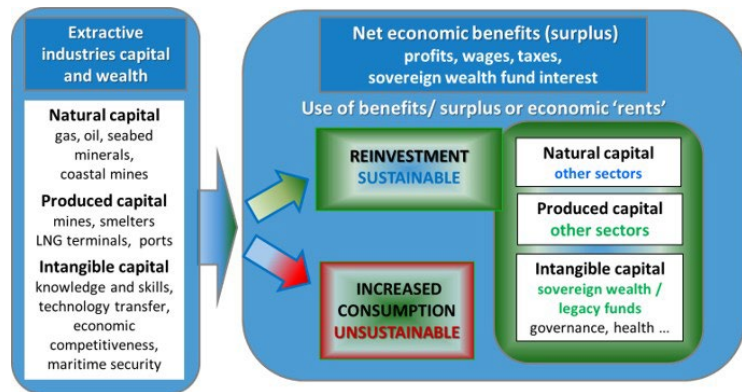 Extractive
industries capital
and wealth
Natural capital
gas, oil, seabed
minerals,
coastal mines
Produced capital
mines, smelters
LNG terminals, ports
Intangible capital
knowledge and skills,
technology transfer,
economic
competitiveness,
maritime security
Net economic benefits (surplus)
profits, wages, taxes,
sovereign wealth fund interest
Use of benefits/ surplus or economic ‘rents’
REINVESTMENT
SUSTAINABLE
INCREASED
CONSUMPTION
UNSUSTAINABLE
Natural capital
other sectors
Produced capital
other sectors
Intangible capital
sovereign wealth /
legacy funds
governance, health ...